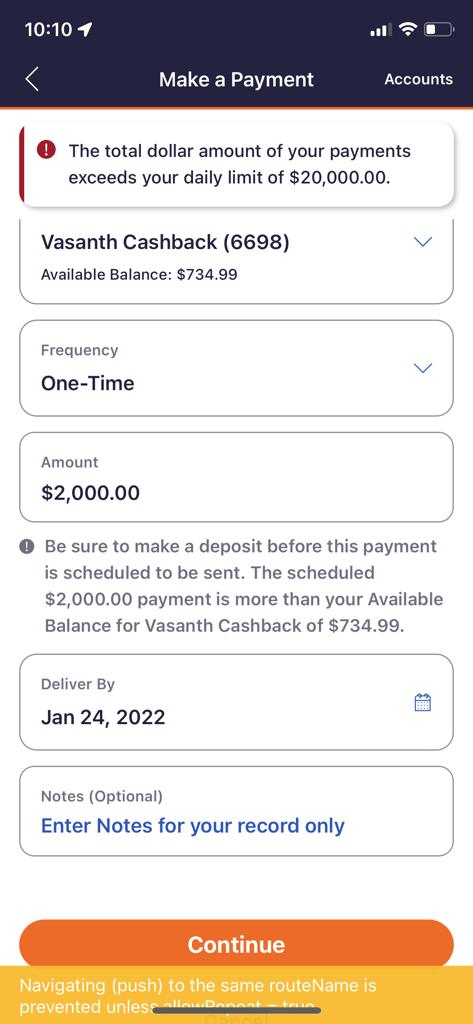 10:10
Make a Payment
Accounts
The total dollar amount of your payments
exceeds your daily limit of $20,000.00.
Vasanth Cashback (6698)
Available Balance: $734.99
Frequency
One-Time
Amount
$2,000.00
Be sure to make a deposit before this payment
is scheduled to be sent. The scheduled
$2,000.00 payment is more than your Available
Balance for Vasanth Cashback of $734.99.
Deliver By
Jan 24, 2022
Notes (Optional)
Enter Notes for your record only
Continue
Navigating (push) to the same routeName is
prevented unless allowRepeat = true
Cancel